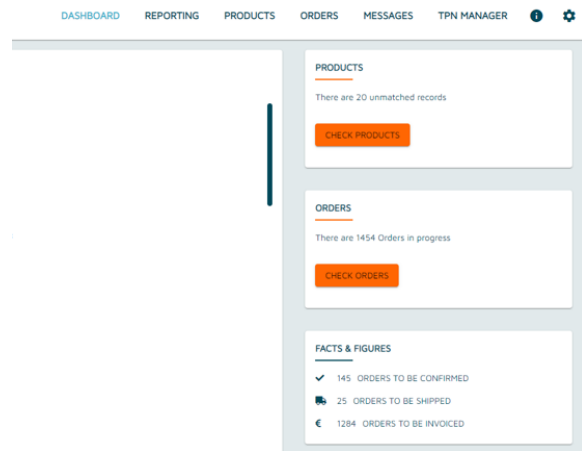 DASHBOARD REPORTING PRODUCTS ORDERS MESSAGES TPN MANAGER
PRODUCTS
There are 20 unmatched records
CHECK PRODUCTS
ORDERS
There are 1454 Orders in progress
CHECK ORDERS
FACTS & FIGURES
145 ORDERS TO BE CONFIRMED
25 ORDERS TO BE SHIPPED
€ 1284 ORDERS TO BE INVOICED